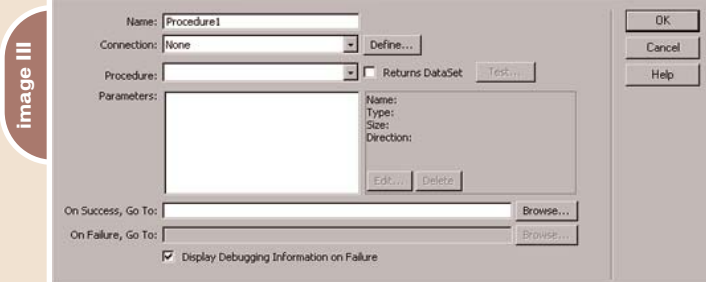 image III
Name: Procedure1
Connection: None Define...
Procedure: Returns DataSet Test...
Parameters:
Name:
Type:
Size:
Direction:
Edit... Delete
On Success, Go To: Browse...
On Failure, Go To: Browse...
Display Debugging Information on Failure
OK
Cancel
Help